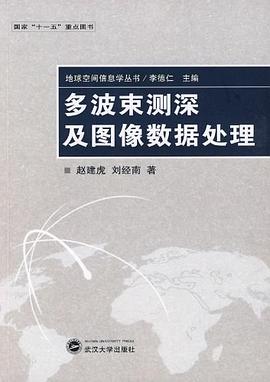 国家“十一五”重点图书
地球空间信息学丛书/李德仁 主编
多波束测深
及图像数据处理
赵建虎 刘经南 著
武汉大学出版社